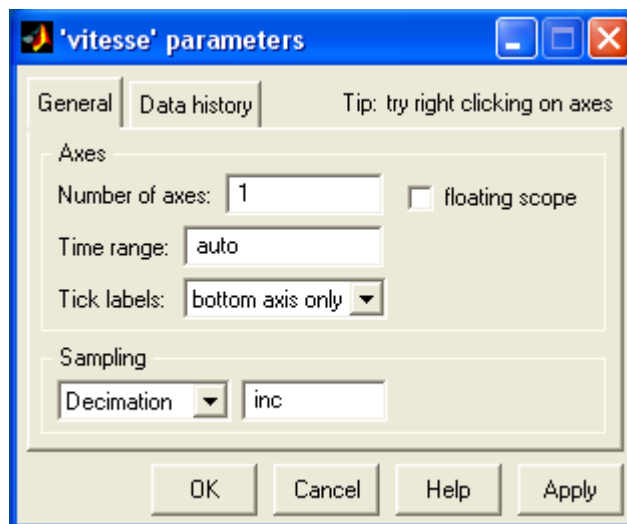 'vitesse' parameters
General Data history Tip: try right clicking on axes
Axes
Number of axes: 1 floating scope
Time range: auto
Tick labels: bottom axis only
Sampling
Decimation inc
OK Cancel Help Apply